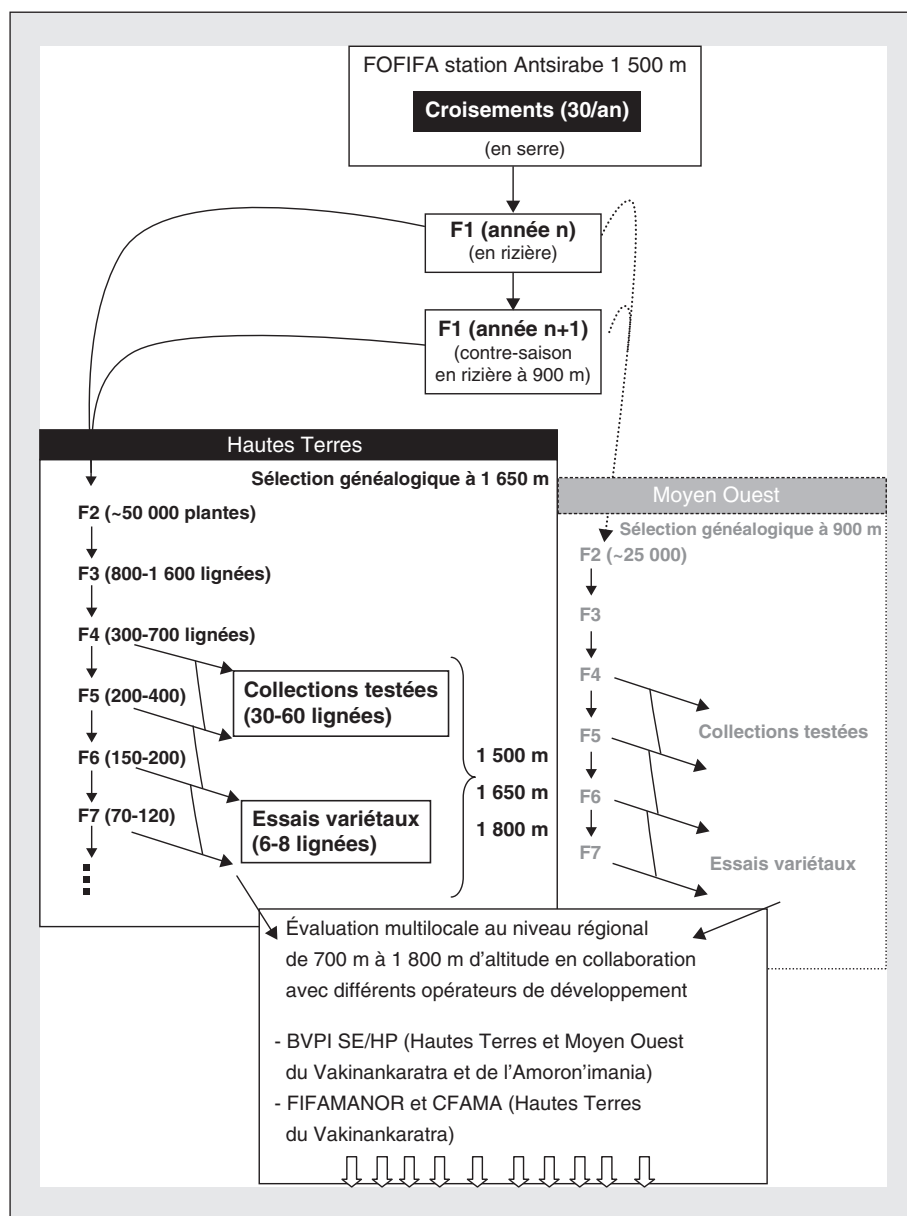 FOFIFA station Antsirabe 1 500 m
Croisements (30/an)
(en serre)
F1 (année n)
(en rizière)
F1 (année n+1)
(contre-saison
en rizière à 900 m)
Hautes Terres
Sélection généalogique à 1 650 m
F2 (~50 000 plantes)
F3 (800-1 600 lignées)
F4 (300-700 lignées)
F5 (200-400)
F6 (150-200)
F7 (70-120)
Collections testées
(30-60 lignées)
Essais variétaux
(6-8 lignées)
1 500 m
1 650 m
1 800 m
Moyen Ouest
Sélection généalogique à 900 m
F2 (~25 000)
F3
F4
F5
F6
F7
Collections testées
Essais variétaux
Évaluation multilocale au niveau régional
de 700 m à 1 800 m d'altitude en collaboration
avec différents opérateurs de développement
- BVPI SE/HP (Hautes Terres et Moyen Ouest
du Vakinankaratra et de l'Amoron'imania)
- FIFAMANOR et CFAMA (Hautes Terres
du Vakinankaratra)